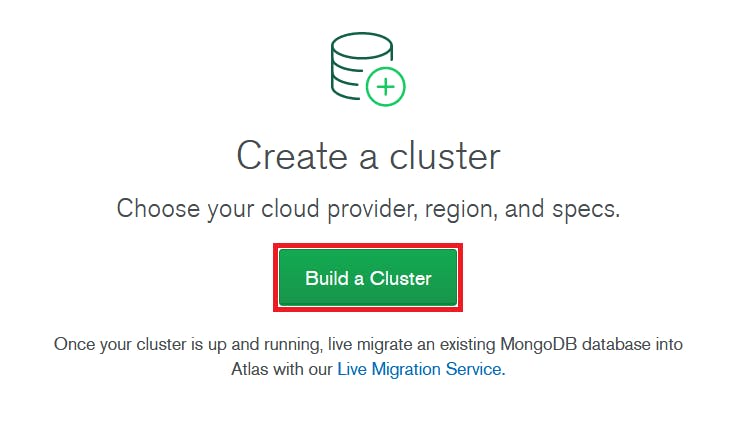 Create a cluster
Choose your cloud provider, region, and specs.
Build a Cluster
Once your cluster is up and running, live migrate an existing MongoDB database into
Atlas with our Live Migration Service.